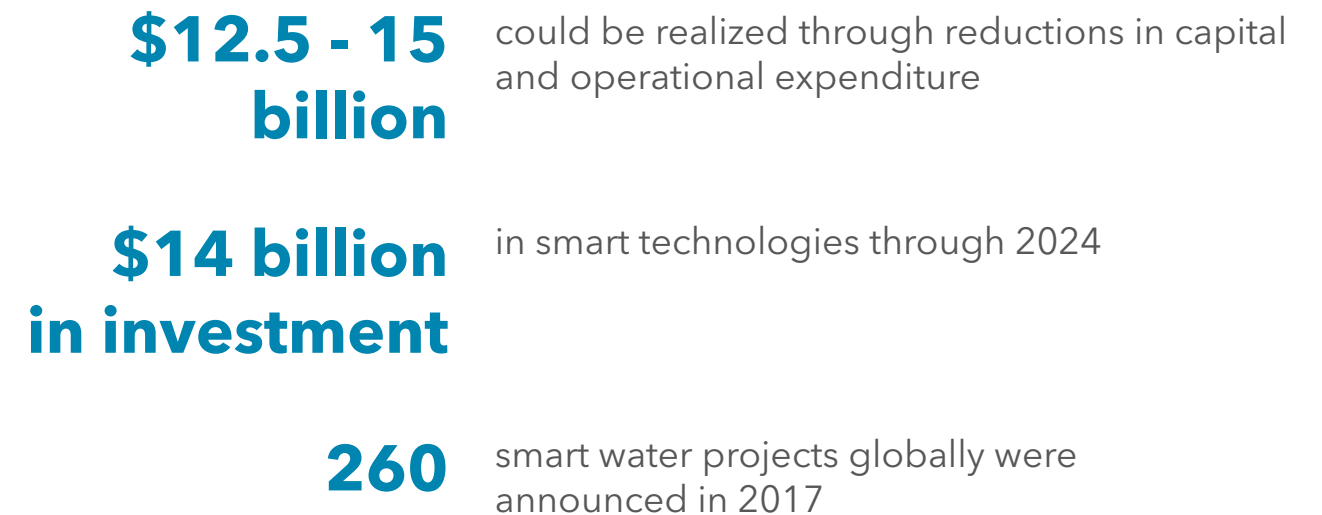 $12.5 - 15
billion
could be realized through reductions in capital
and operational expenditure
$14 billion
in investment
in smart technologies through 2024
260
smart water projects globally were
announced in 2017